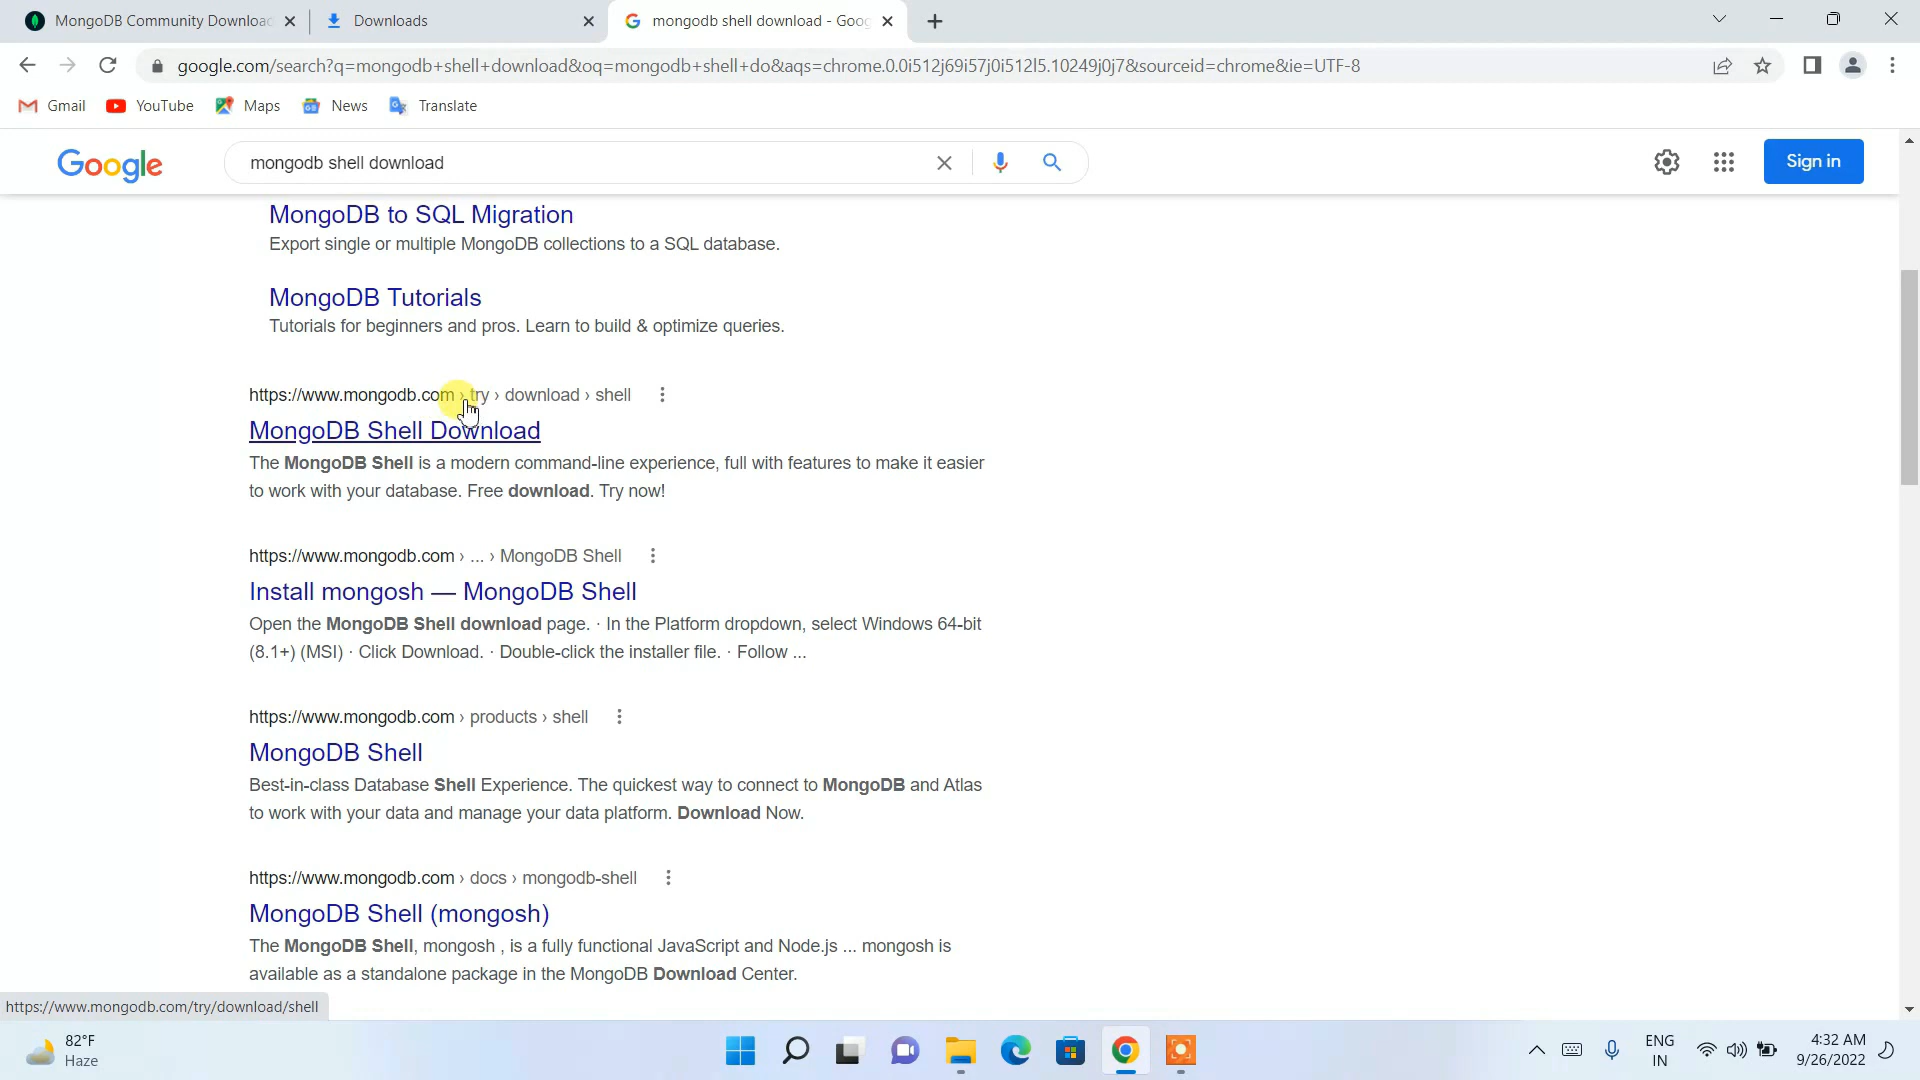 MongoDB Community Download
Downloads
mongodb shell download - Goog
google.com/search?q=mongodb+shell+download&oq=mongodb+shell+do&aqs=chrome.0.0i512j69i57j0i512l5.10249j0j7&sourceid=chrome&ie=UTF-8
Gmail
YouTube
Maps
News
Translate
Google
mongodb shell download
Sign in
MongoDB to SQL Migration
Export single or multiple MongoDB collections to a SQL database.
MongoDB Tutorials
Tutorials for beginners and pros. Learn to build & optimize queries.
https://www.mongodb.com › try › download › shell
MongoDB Shell Download
The MongoDB Shell is a modern command-line experience, full with features to make it easier
to work with your database. Free download. Try now!
https://www.mongodb.com › ... › MongoDB Shell
Install mongosh — MongoDB Shell
Open the MongoDB Shell download page. · In the Platform dropdown, select Windows 64-bit
(8.1+) (MSI) · Click Download. · Double-click the installer file. · Follow ...
https://www.mongodb.com › products › shell
MongoDB Shell
Best-in-class Database Shell Experience. The quickest way to connect to MongoDB and Atlas
to work with your data and manage your data platform. Download Now.
https://www.mongodb.com › docs › mongodb-shell
MongoDB Shell (mongosh)
The MongoDB Shell, mongosh , is a fully functional JavaScript and Node.js ... mongosh is
available as a standalone package in the MongoDB Download Center.
https://www.mongodb.com/try/download/shell
82°F
Haze
ENG
IN
4:32 AM
9/26/2022